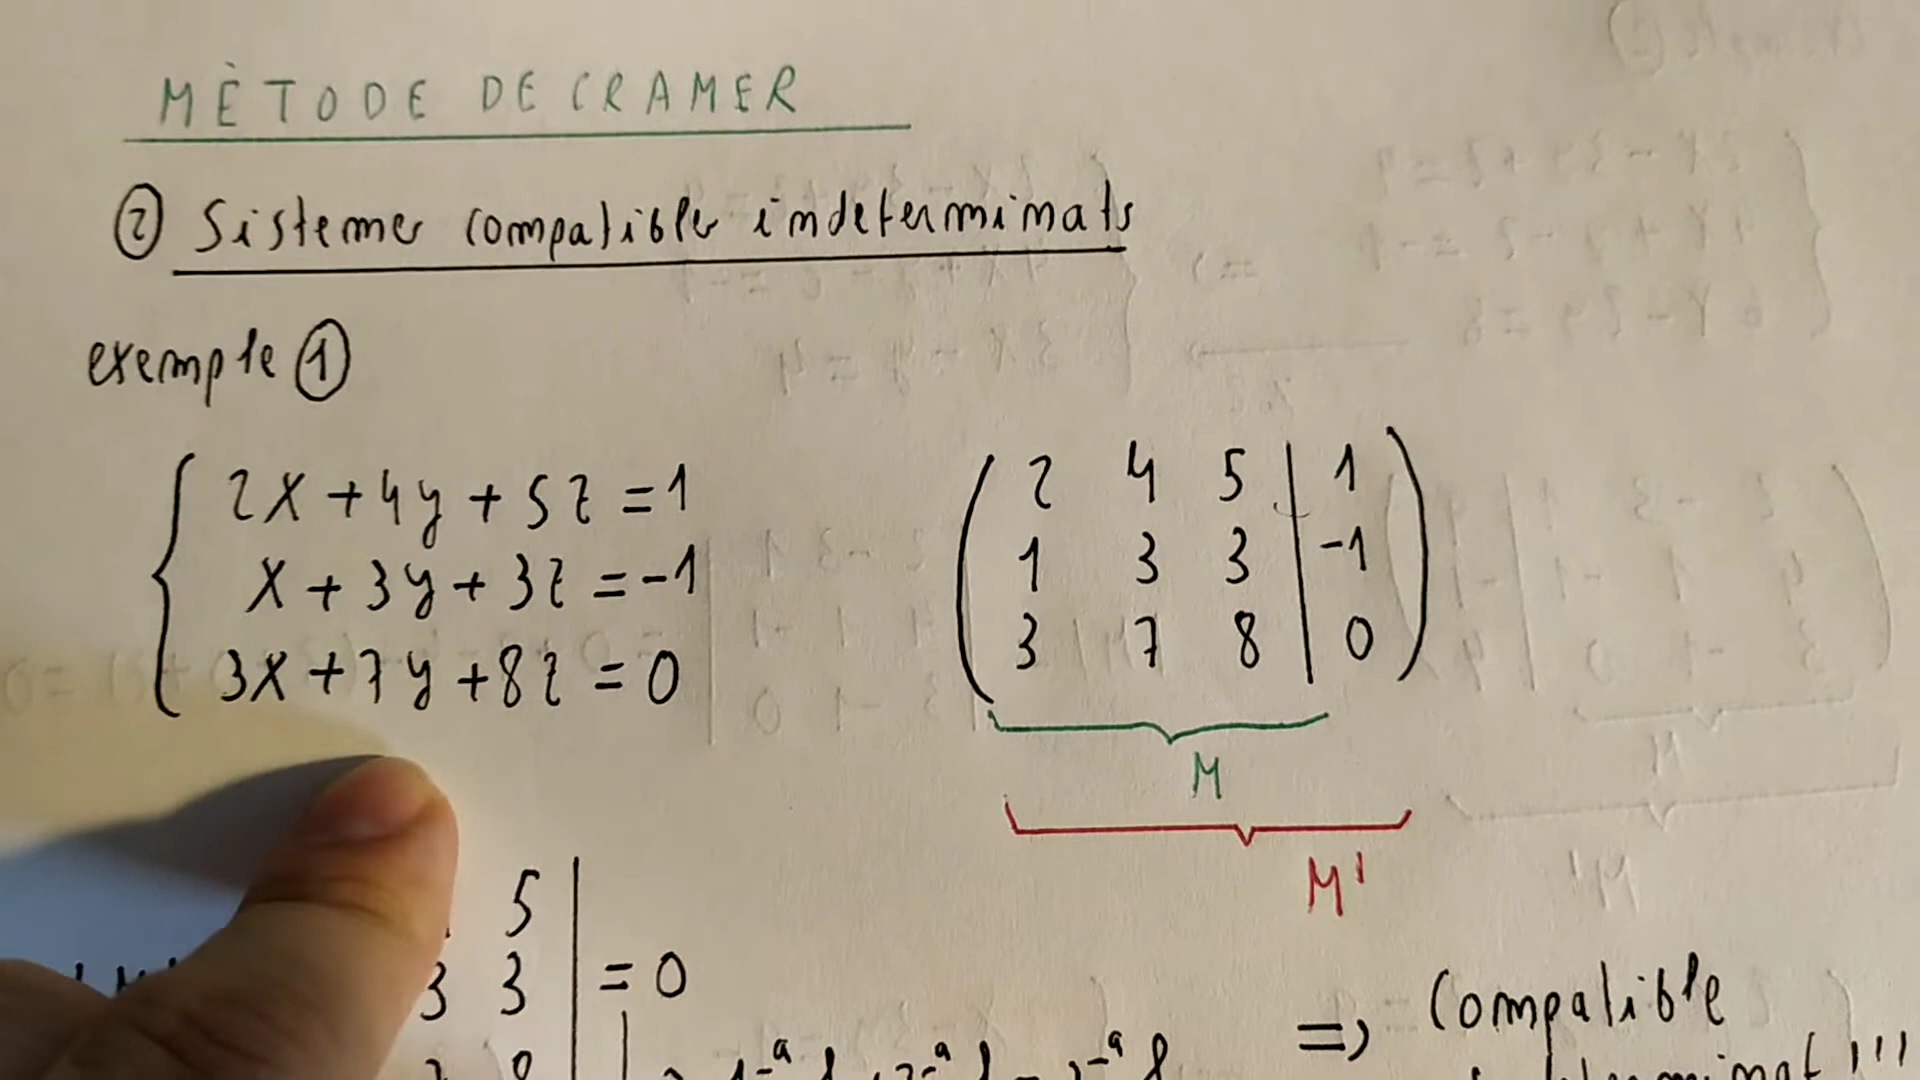 MÈTODE DE CRAMER
② Sistemes compatibles indeterminats
exemple ①
2x + 4y + 5z = 1
x + 3y + 3z = -1
3x + 7y + 8z = 0
2 4 5 | 1
1 3 3 | -1
3 7 8 | 0
M
M'
5
3 3 | = 0
=> Compatible